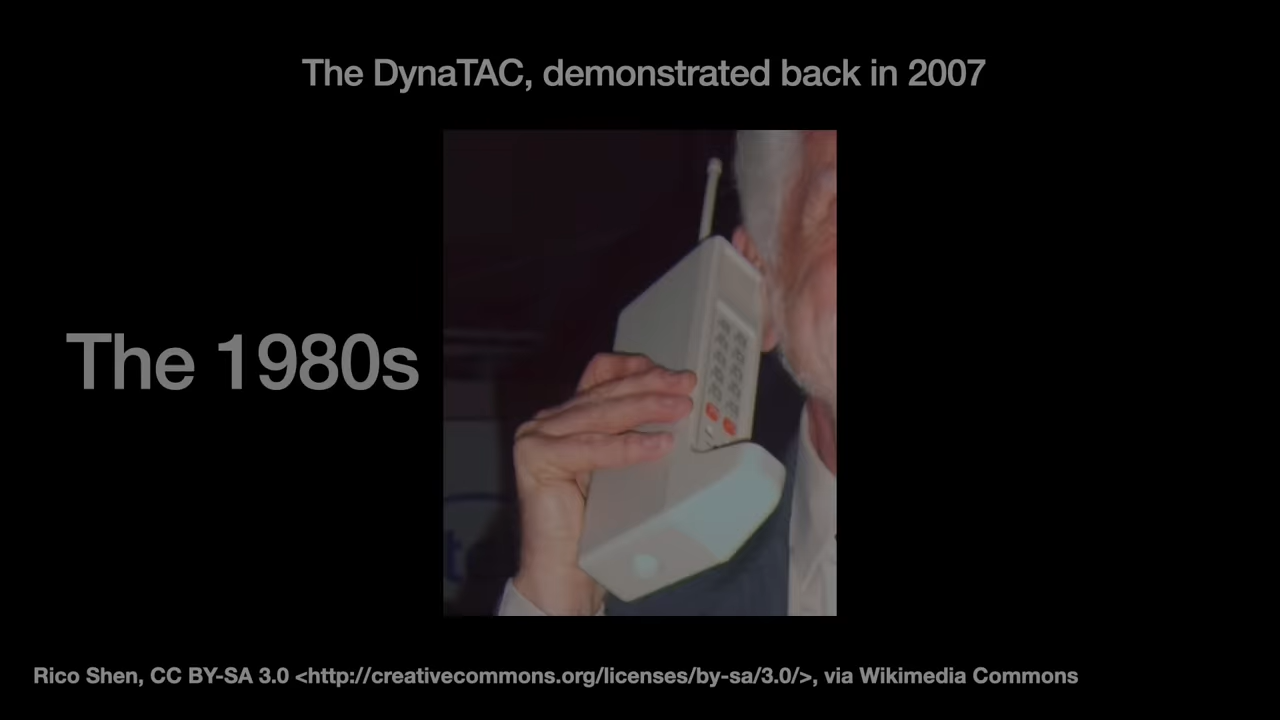 The DynaTAC, demonstrated back in 2007
The 1980s
Rico Shen, CC BY-SA 3.0 <http://creativecommons.org/licenses/by-sa/3.0/>, via Wikimedia Commons